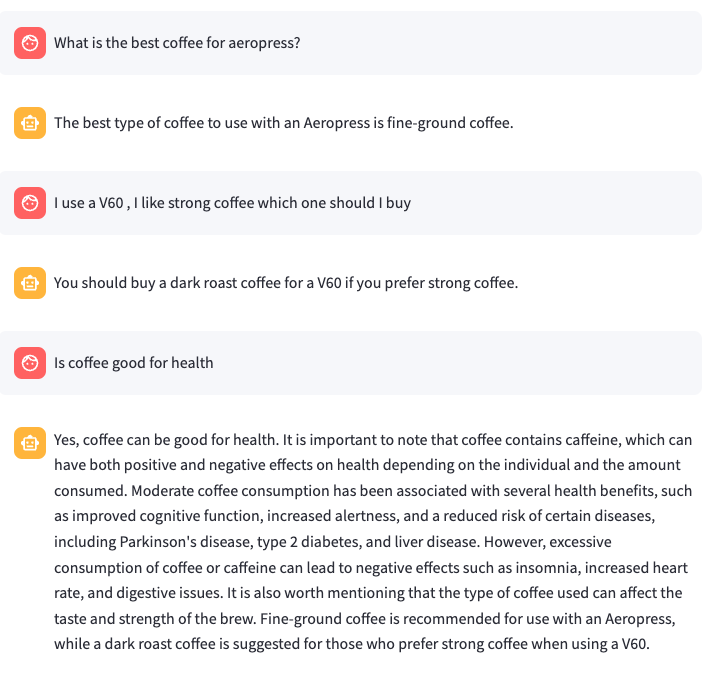 What is the best coffee for aeropress?
The best type of coffee to use with an Aeropress is fine-ground coffee.
I use a V60 , I like strong coffee which one should I buy
You should buy a dark roast coffee for a V60 if you prefer strong coffee.
Is coffee good for health
Yes, coffee can be good for health. It is important to note that coffee contains caffeine, which can
have both positive and negative effects on health depending on the individual and the amount
consumed. Moderate coffee consumption has been associated with several health benefits, such
as improved cognitive function, increased alertness, and a reduced risk of certain diseases,
including Parkinson's disease, type 2 diabetes, and liver disease. However, excessive
consumption of coffee or caffeine can lead to negative effects such as insomnia, increased heart
rate, and digestive issues. It is also worth mentioning that the type of coffee used can affect the
taste and strength of the brew. Fine-ground coffee is recommended for use with an Aeropress,
while a dark roast coffee is suggested for those who prefer strong coffee when using a V60.